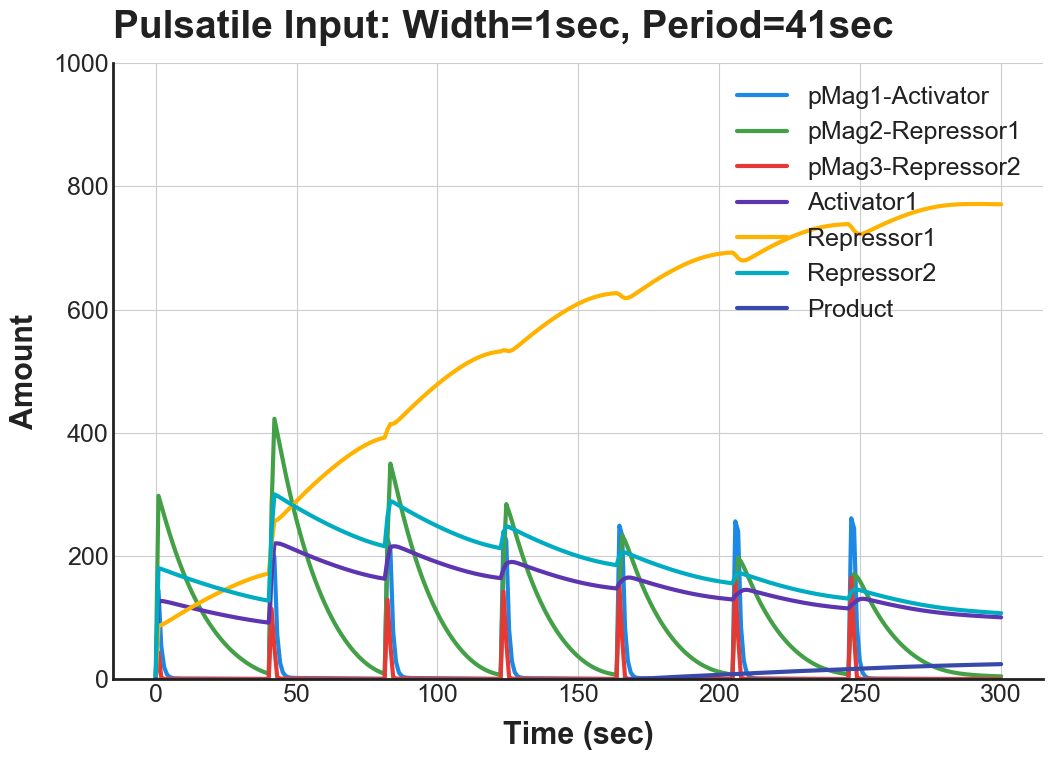 Pulsatile Input: Width=1sec, Period=41sec
1000
800
600
400
200
0
Amount
pMag1-Activator
pMag2-Repressor1
pMag3-Repressor2
Activator1
Repressor1
Repressor2
Product
0 50 100 150 200 250 300
Time (sec)